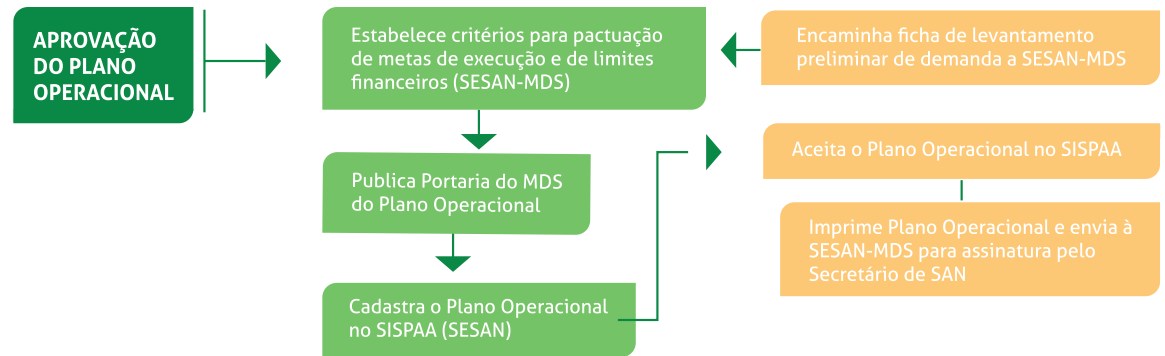 APROVAÇÃO
DO PLANO
OPERACIONAL
Estabelece critérios para pactuação
de metas de execução e de limites
financeiros (SESAN-MDS)
Encaminha ficha de levantamento
preliminar de demanda a SESAN-MDS
Publica Portaria do MDS
do Plano Operacional
Cadastra o Plano Operacional
no SISPAA (SESAN)
Aceita o Plano Operacional no SISPAA
Imprime Plano Operacional e envia à
SESAN-MDS para assinatura pelo
Secretário de SAN